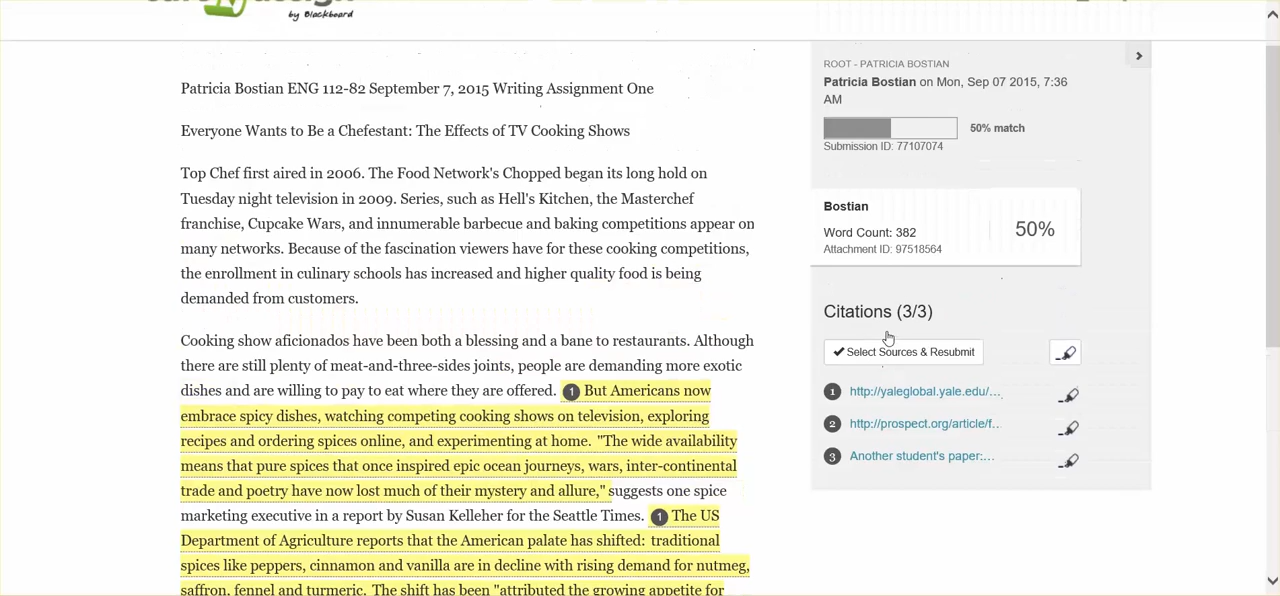 by Blackboard
Patricia Bostian ENG 112-82 September 7, 2015 Writing Assignment One
Everyone Wants to Be a Chefestant: The Effects of TV Cooking Shows
Top Chef first aired in 2006. The Food Network's Chopped began its long hold on
Tuesday night television in 2009. Series, such as Hell's Kitchen, the Masterchef
franchise, Cupcake Wars, and innumerable barbecue and baking competitions appear on
many networks. Because of the fascination viewers have for these cooking competitions,
the enrollment in culinary schools has increased and higher quality food is being
demanded from customers.
Cooking show aficionados have been both a blessing and a bane to restaurants. Although
there are still plenty of meat-and-three-sides joints, people are demanding more exotic
dishes and are willing to pay to eat where they are offered. 1 But Americans now
embrace spicy dishes, watching competing cooking shows on television, exploring
recipes and ordering spices online, and experimenting at home. "The wide availability
means that pure spices that once inspired epic ocean journeys, wars, inter-continental
trade and poetry have now lost much of their mystery and allure," suggests one spice
marketing executive in a report by Susan Kelleher for the Seattle Times. 1 The US
Department of Agriculture reports that the American palate has shifted: traditional
spices like peppers, cinnamon and vanilla are in decline with rising demand for nutmeg,
saffron, fennel and turmeric. The shift has been "attributed the growing appetite for
ROOT - PATRICIA BOSTIAN
Patricia Bostian on Mon, Sep 07 2015, 7:36
AM
50% match
Submission ID: 77107074
Bostian
Word Count: 382
50%
Attachment ID: 97518564
Citations (3/3)
Select Sources & Resubmit
1 http://yaleglobal.yale.edu/...
2 http://prospect.org/article/f...
3 Another student's paper:...